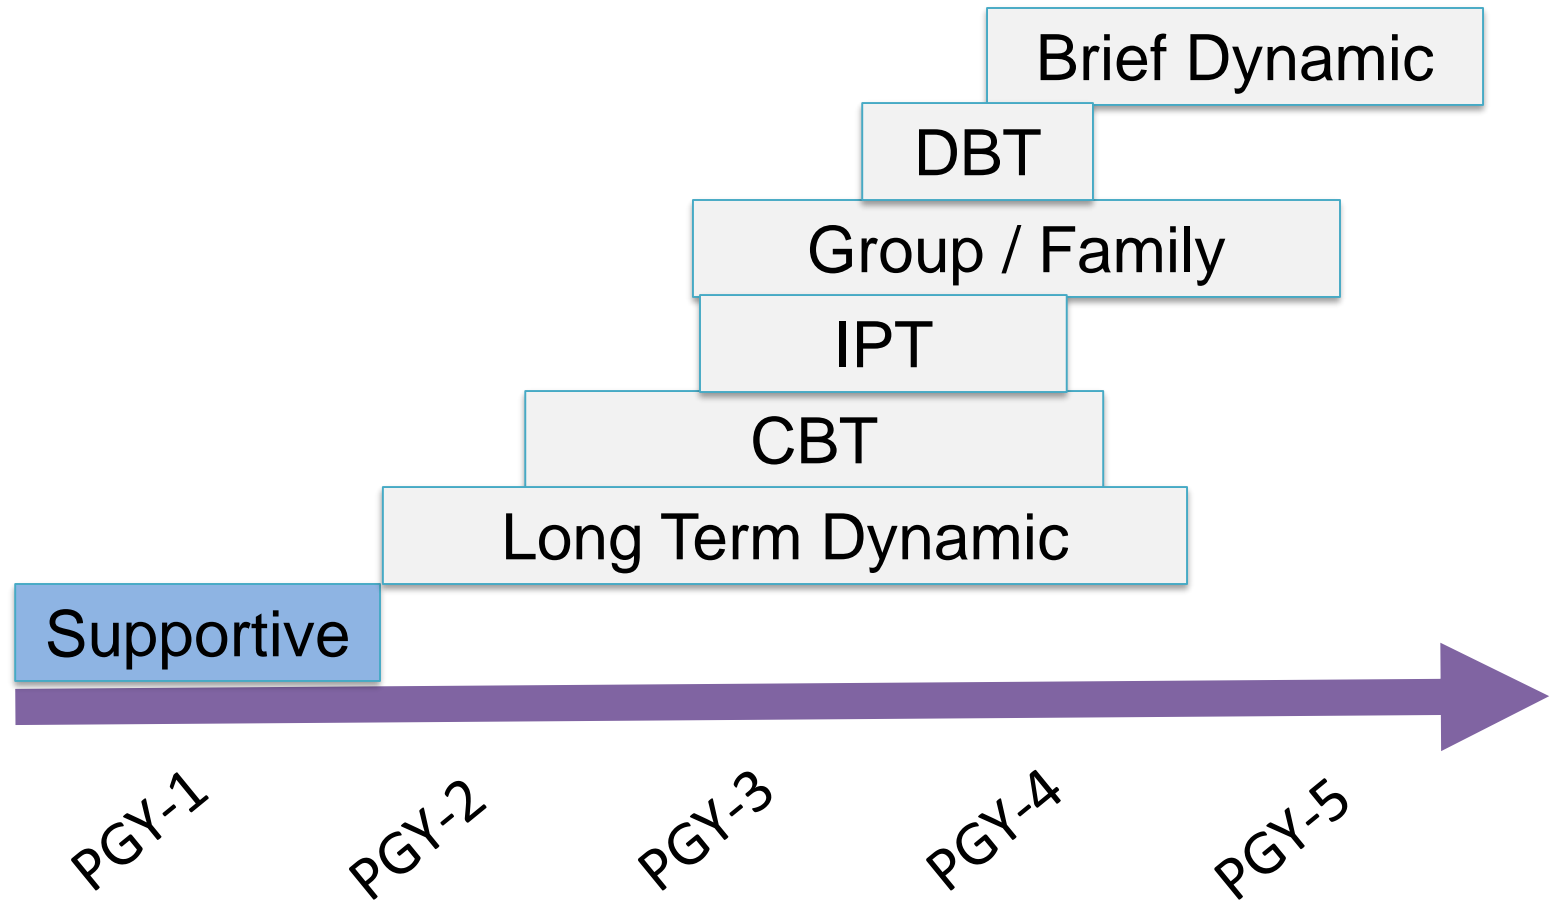 Brief Dynamic
DBT
Group / Family
IPT
CBT
Long Term Dynamic
Supportive
PGY-1
PGY-2
PGY-3
PGY-4
PGY-5